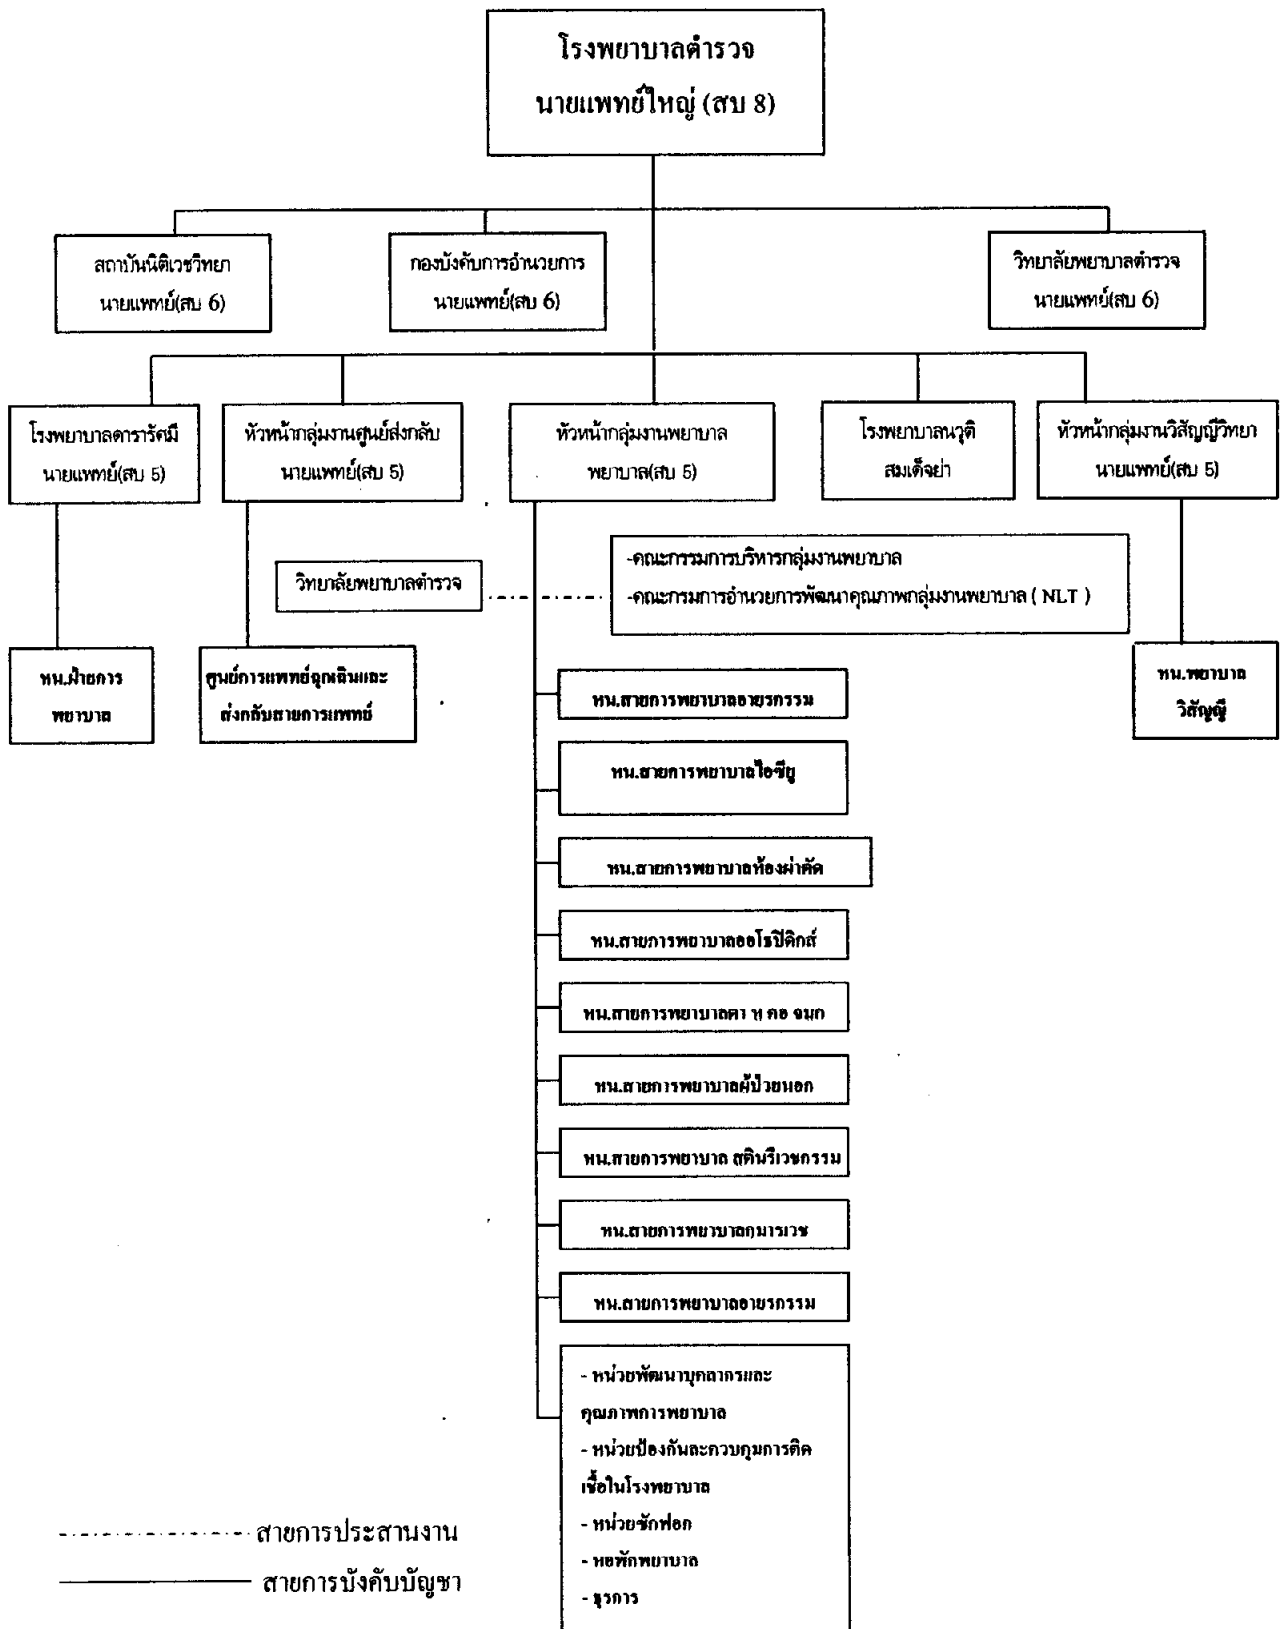 โรงพยาบาลตำรวจ
นายแพทย์ใหญ่ (สบ 8)
สถาบันนิติเวชวิทยา
นายแพทย์(สบ 6)
กองบังคับการอำนวยการ
นายแพทย์(สบ 6)
วิทยาลัยพยาบาลตำรวจ
นายแพทย์(สบ 6)
โรงพยาบาลดารารัศมี
นายแพทย์(สบ 5)
หัวหน้ากลุ่มงานศูนย์ส่งกลับ
นายแพทย์(สบ 5)
หัวหน้ากลุ่มงานพยาบาล
พยาบาล(สบ 5)
โรงพยาบาลนวุติ
สมเด็จย่า
หัวหน้ากลุ่มงานวิสัญญีวิทยา
นายแพทย์(สบ 5)
วิทยาลัยพยาบาลตำรวจ
-คณะกรรมการบริหารกลุ่มงานพยาบาล
-คณะกรมการอำนวยการพัฒนาคุณภาพกลุ่มงานพยาบาล ( NLT )
หน.ฝ่ายการ
พยาบาล
ศูนย์การแพทย์ฉุกเฉินและ
ส่งกลับสายการแพทย์
หน.พยาบาล
วิสัญญี
หน.สายการพยาบาลอายรกรรม
หน.สายการพยาบาลไอซียู
หน.สายการพยาบาลห้องผ่าตัด
หน.สายการพยาบาลออโธปิดิกส์
หน.สายการพยาบาลตา หู คอ จมูก
หน.สายการพยาบาลผู้ป่วยนอก
หน.สายการพยาบาล สูตินรีเวชกรรม
หน.สายการพยาบาลกุมารเวช
หน.สายการพยาบาลอายรกรรม
- หน่วยพัฒนาบุคลากรและ
คุณภาพการพยาบาล
- หน่วยป้องกันละควบคุมการติด
เชื้อในโรงพยาบาล
- หน่วยซักฟอก
- หอพักพยาบาล
- ธุรการ
สายการประสานงาน
สายการบังคับบัญชา